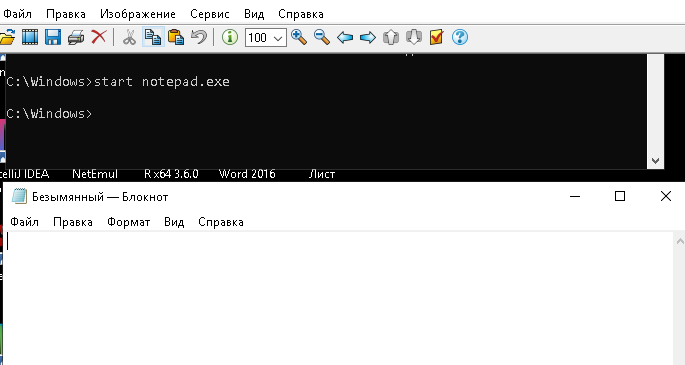 Файл Правка Изображение Сервис Вид Справка
100
C:\Windows>start notepad.exe
C:\Windows>
telliJ IDEA NetEmul R x64 3.6.0 Word 2016 Лист
Безымянный — Блокнот
Файл Правка Формат Вид Справка